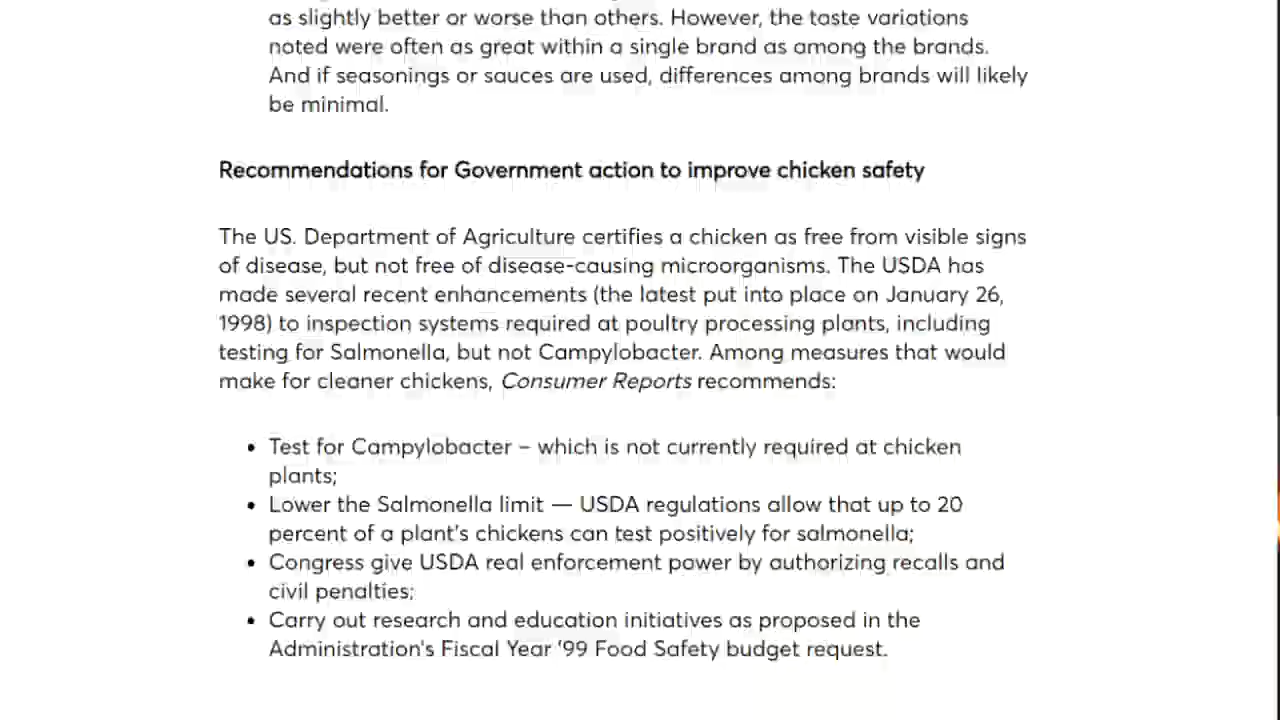 as slightly better or worse than others. However, the taste variations
noted were often as great within a single brand as among the brands.
And if seasonings or sauces are used, differences among brands will likely
be minimal.
Recommendations for Government action to improve chicken safety
The US. Department of Agriculture certifies a chicken as free from visible signs
of disease, but not free of disease-causing microorganisms. The USDA has
made several recent enhancements (the latest put into place on January 26,
1998) to inspection systems required at poultry processing plants, including
testing for Salmonella, but not Campylobacter. Among measures that would
make for cleaner chickens, Consumer Reports recommends:
• Test for Campylobacter – which is not currently required at chicken
plants;
• Lower the Salmonella limit — USDA regulations allow that up to 20
percent of a plant's chickens can test positively for salmonella;
• Congress give USDA real enforcement power by authorizing recalls and
civil penalties;
• Carry out research and education initiatives as proposed in the
Administration's Fiscal Year '99 Food Safety budget request.